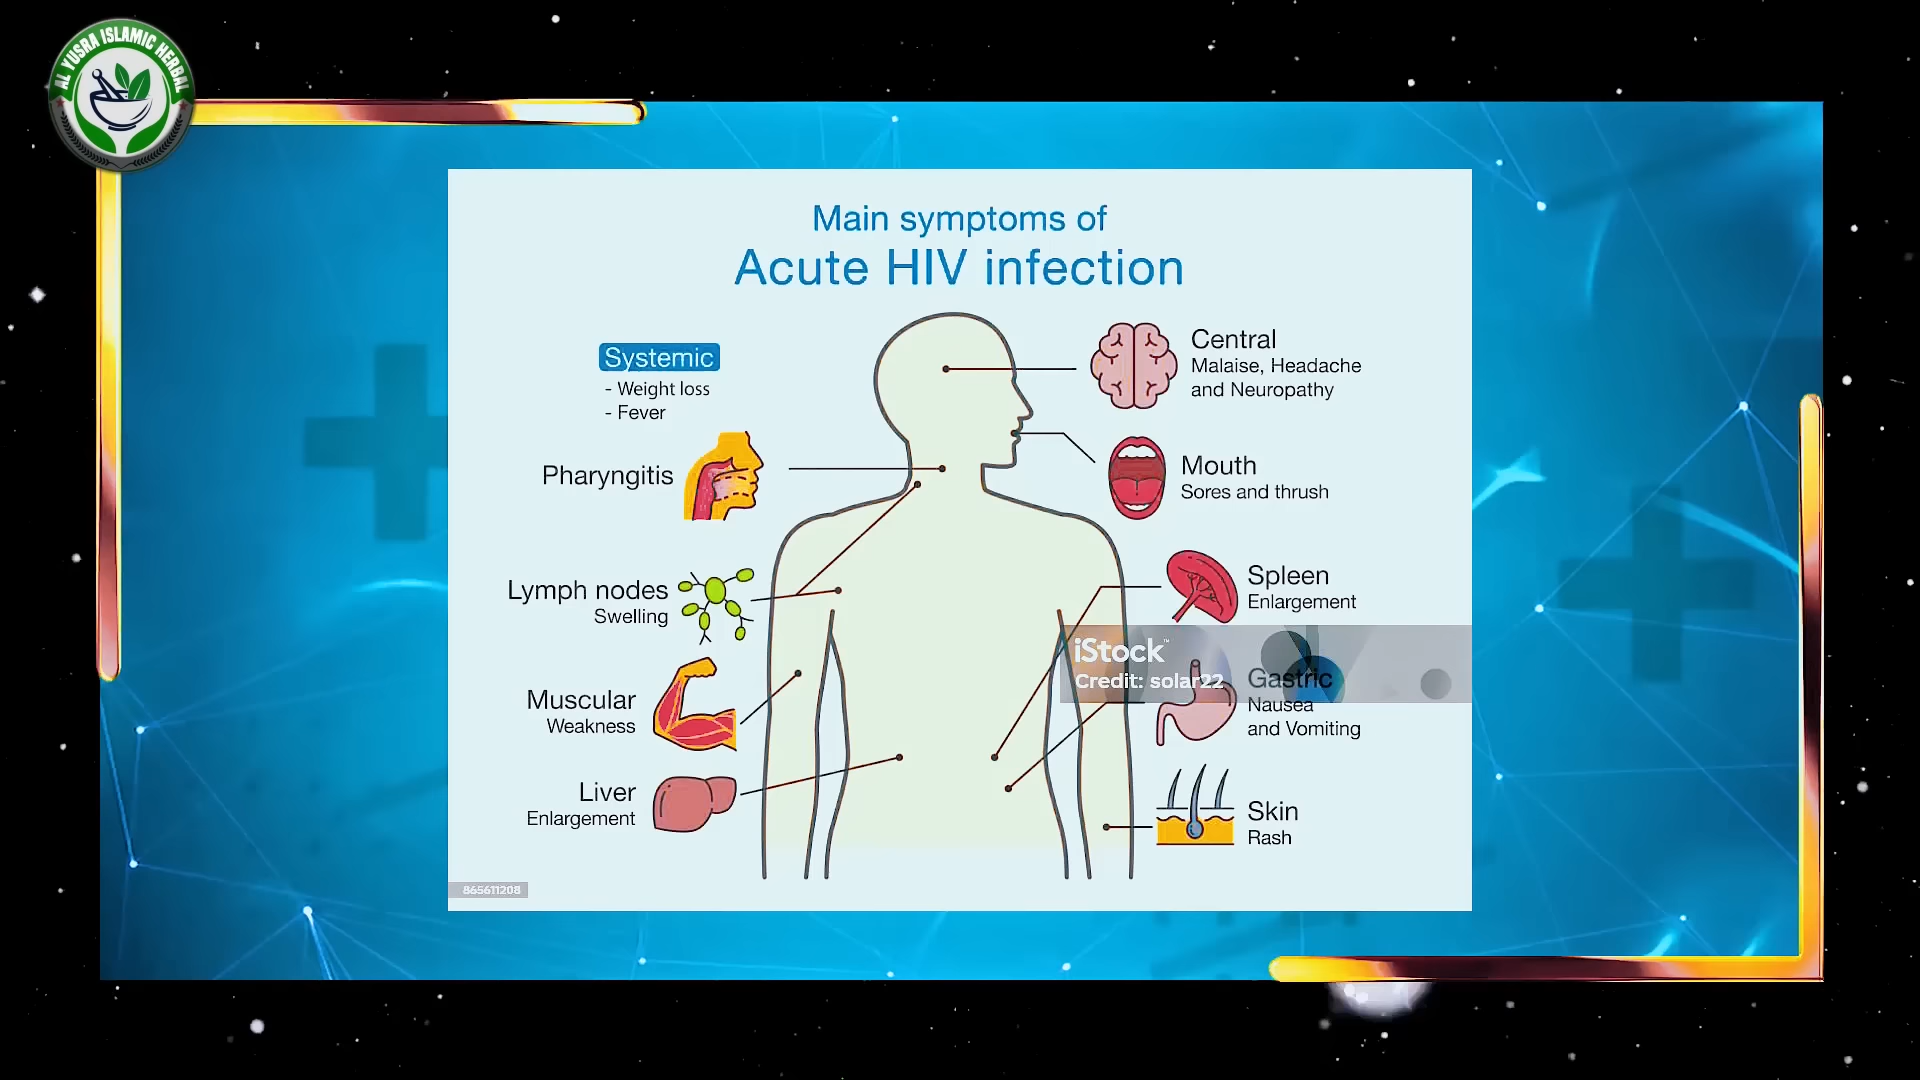 AL YUSRA ISLAMIC HERBAL
Main symptoms of
Acute HIV infection
Systemic
- Weight loss
- Fever
Pharyngitis
Lymph nodes
Swelling
Muscular
Weakness
Liver
Enlargement
Central
Malaise, Headache
and Neuropathy
Mouth
Sores and thrush
Spleen
Enlargement
iStock™
Credit: solar22
Gastric
Nausea
and Vomiting
Skin
Rash
865611208